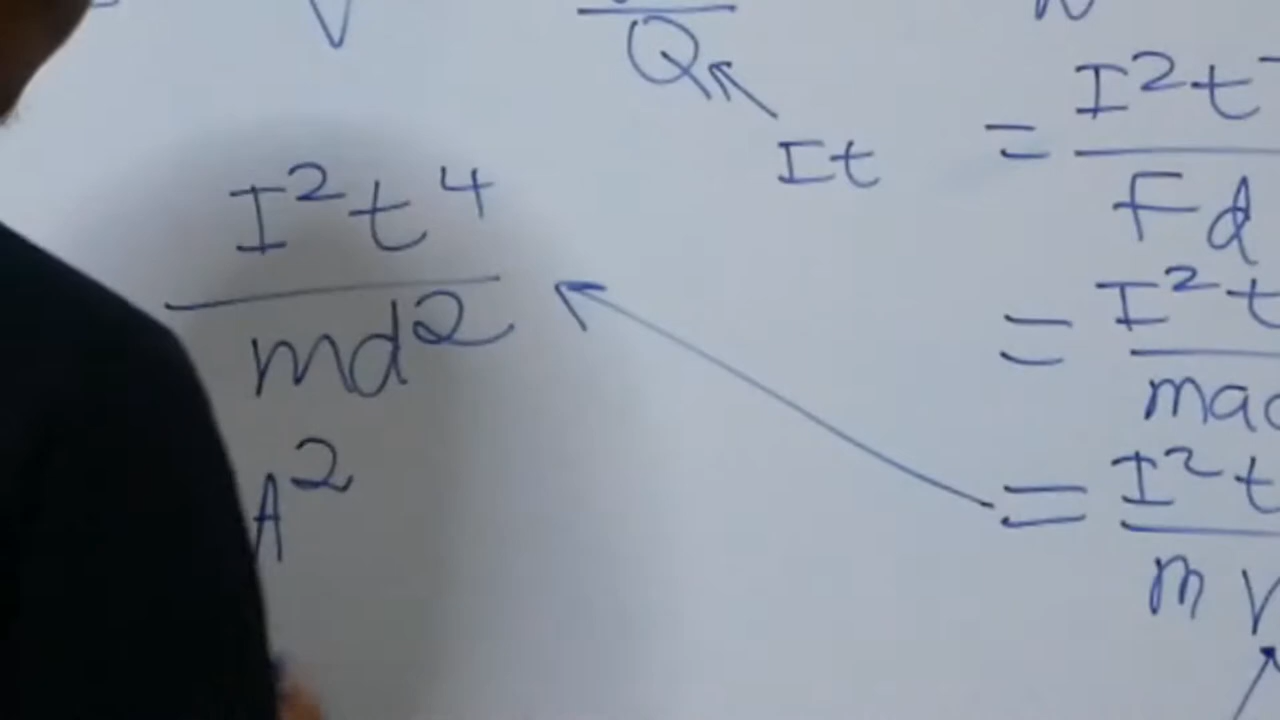 V
Q
It
I²t⁴
md²
A²
= I²t
Fd
= I²t
ma
= I²t
m V